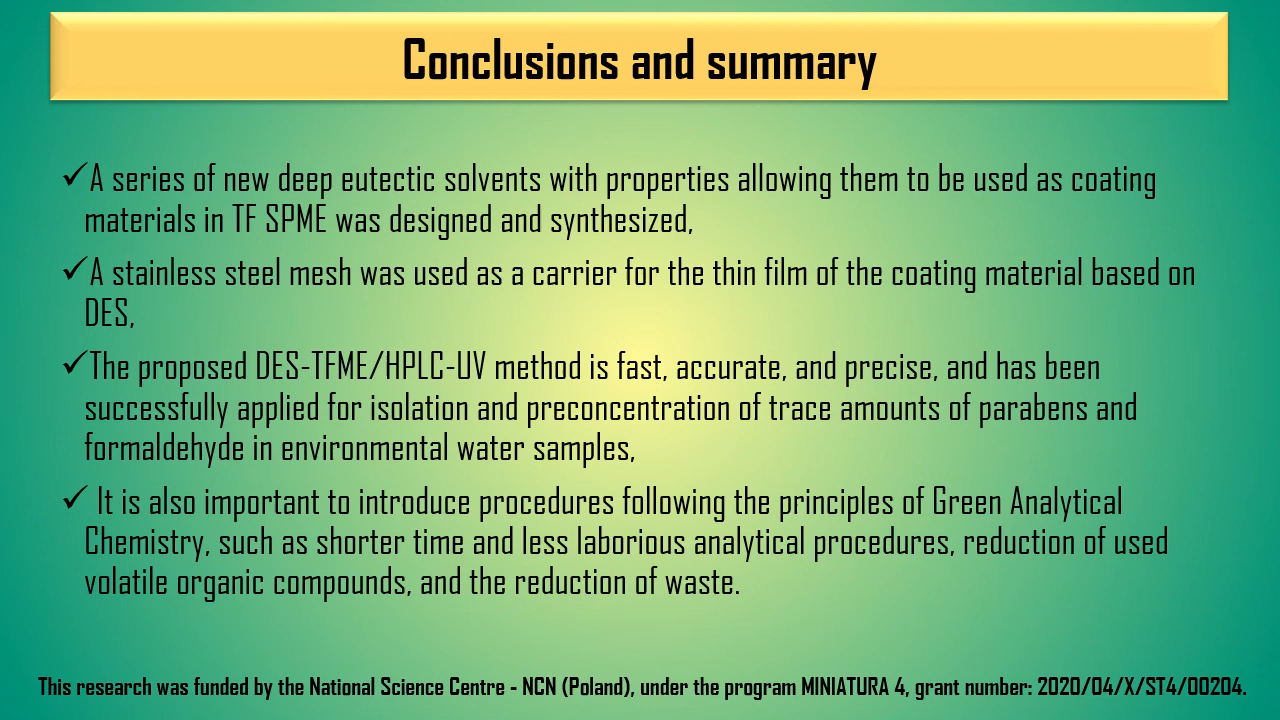 Conclusions and summary
✓A series of new deep eutectic solvents with properties allowing them to be used as coating
materials in TF SPME was designed and synthesized,
✓A stainless steel mesh was used as a carrier for the thin film of the coating material based on
DES,
✓The proposed DES-TFME/HPLC-UV method is fast, accurate, and precise, and has been
successfully applied for isolation and preconcentration of trace amounts of parabens and
formaldehyde in environmental water samples,
✓ It is also important to introduce procedures following the principles of Green Analytical
Chemistry, such as shorter time and less laborious analytical procedures, reduction of used
volatile organic compounds, and the reduction of waste.
This research was funded by the National Science Centre - NCN (Poland), under the program MINIATURA 4, grant number: 2020/04/X/ST4/00204.